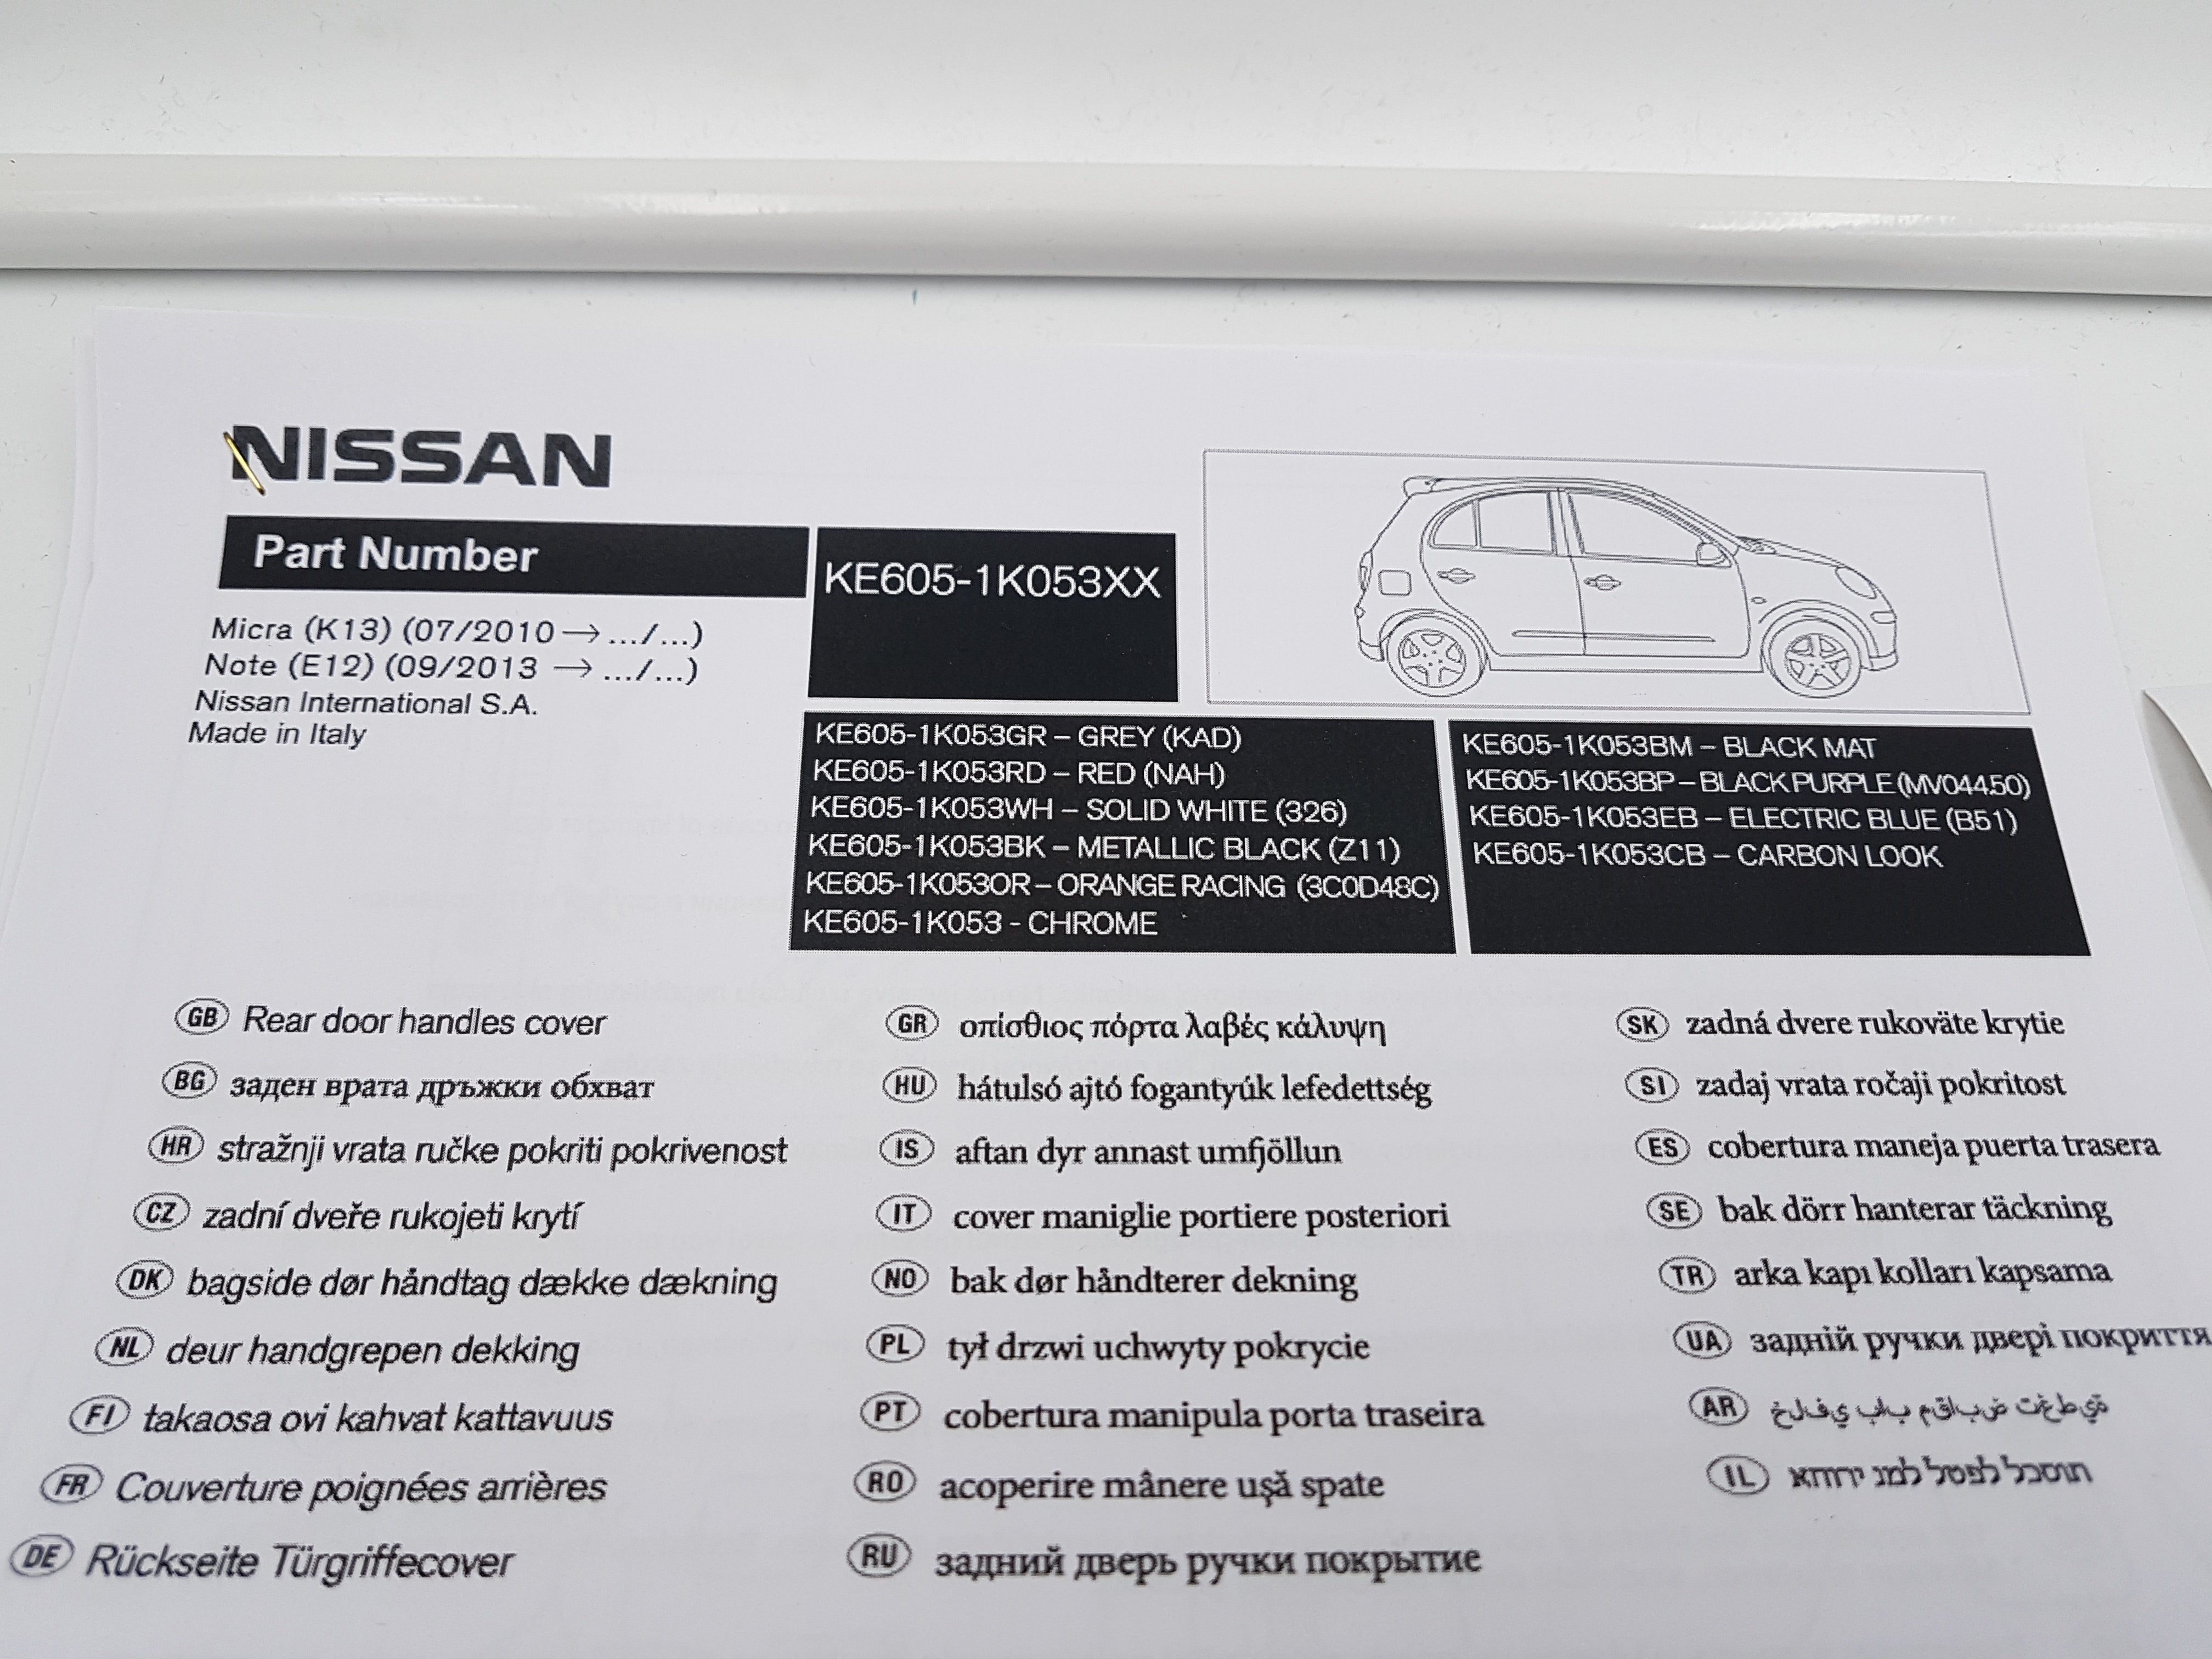 NISSAN
Part Number
KE605-1K053XX
Micra (K13) (07/2010 → .../...)
Note (E12) (09/2013 → .../...)
Nissan International S.A.
Made in Italy
KE605-1K053GR – GREY (KAD)
KE605-1K053RD – RED (NAH)
KE605-1K053WH – SOLID WHITE (326)
KE605-1K053BK – METALLIC BLACK (Z11)
KE605-1K053OR – ORANGE RACING (3C0D48C)
KE605-1K053 - CHROME
KE605-1K053BM – BLACK MAT
KE605-1K053BP – BLACK PURPLE (MV04450)
KE605-1K053EB – ELECTRIC BLUE (B51)
KE605-1K053CB – CARBON LOOK
GB Rear door handles cover
BG заден врата дръжки обхват
HR stražnji vrata ručke pokriti pokrivenost
CZ zadní dveře rukojeti krytí
DK bagside dør håndtag dække dækning
NL deur handgrepen dekking
FI takaosa ovi kahvat kattavuus
FR Couverture poignées arrières
DE Rückseite Türgriffecover
GR οπίσθιος πόρτα λαβές κάλυψη
HU hátulsó ajtó fogantyúk lefedettség
IS aftan dyr annast umfjöllun
IT cover maniglie portiere posteriori
NO bak dør håndterer dekning
PL tył drzwi uchwyty pokrycie
PT cobertura manipula porta traseira
RO acoperire mânere uşă spate
RU задний дверь ручки покрытие
SK zadná dvere rukoväte krytie
SI zadaj vrata ročaji pokritost
ES cobertura maneja puerta trasera
SE bak dörr hanterar täckning
TR arka kapı kolları kapsama
UA задній ручки двері покриття
AR
IL